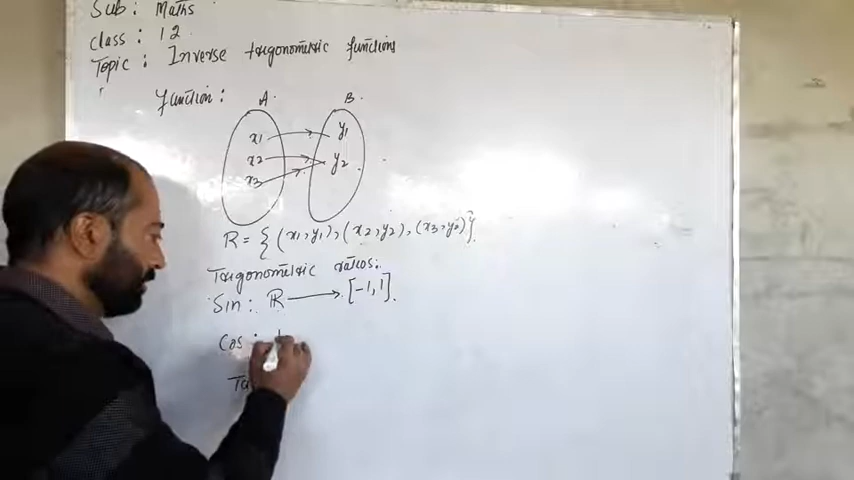 Sub: Maths
Class: 12
Topic: Inverse trigonometric functions
Function:
A B
x1 y1
x2 y2
x3
R = {(x1,y1),(x2,y2),(x3,y2)}
Trigonometric ratios:
Sin: R → [-1,1].
Cos:
Ta